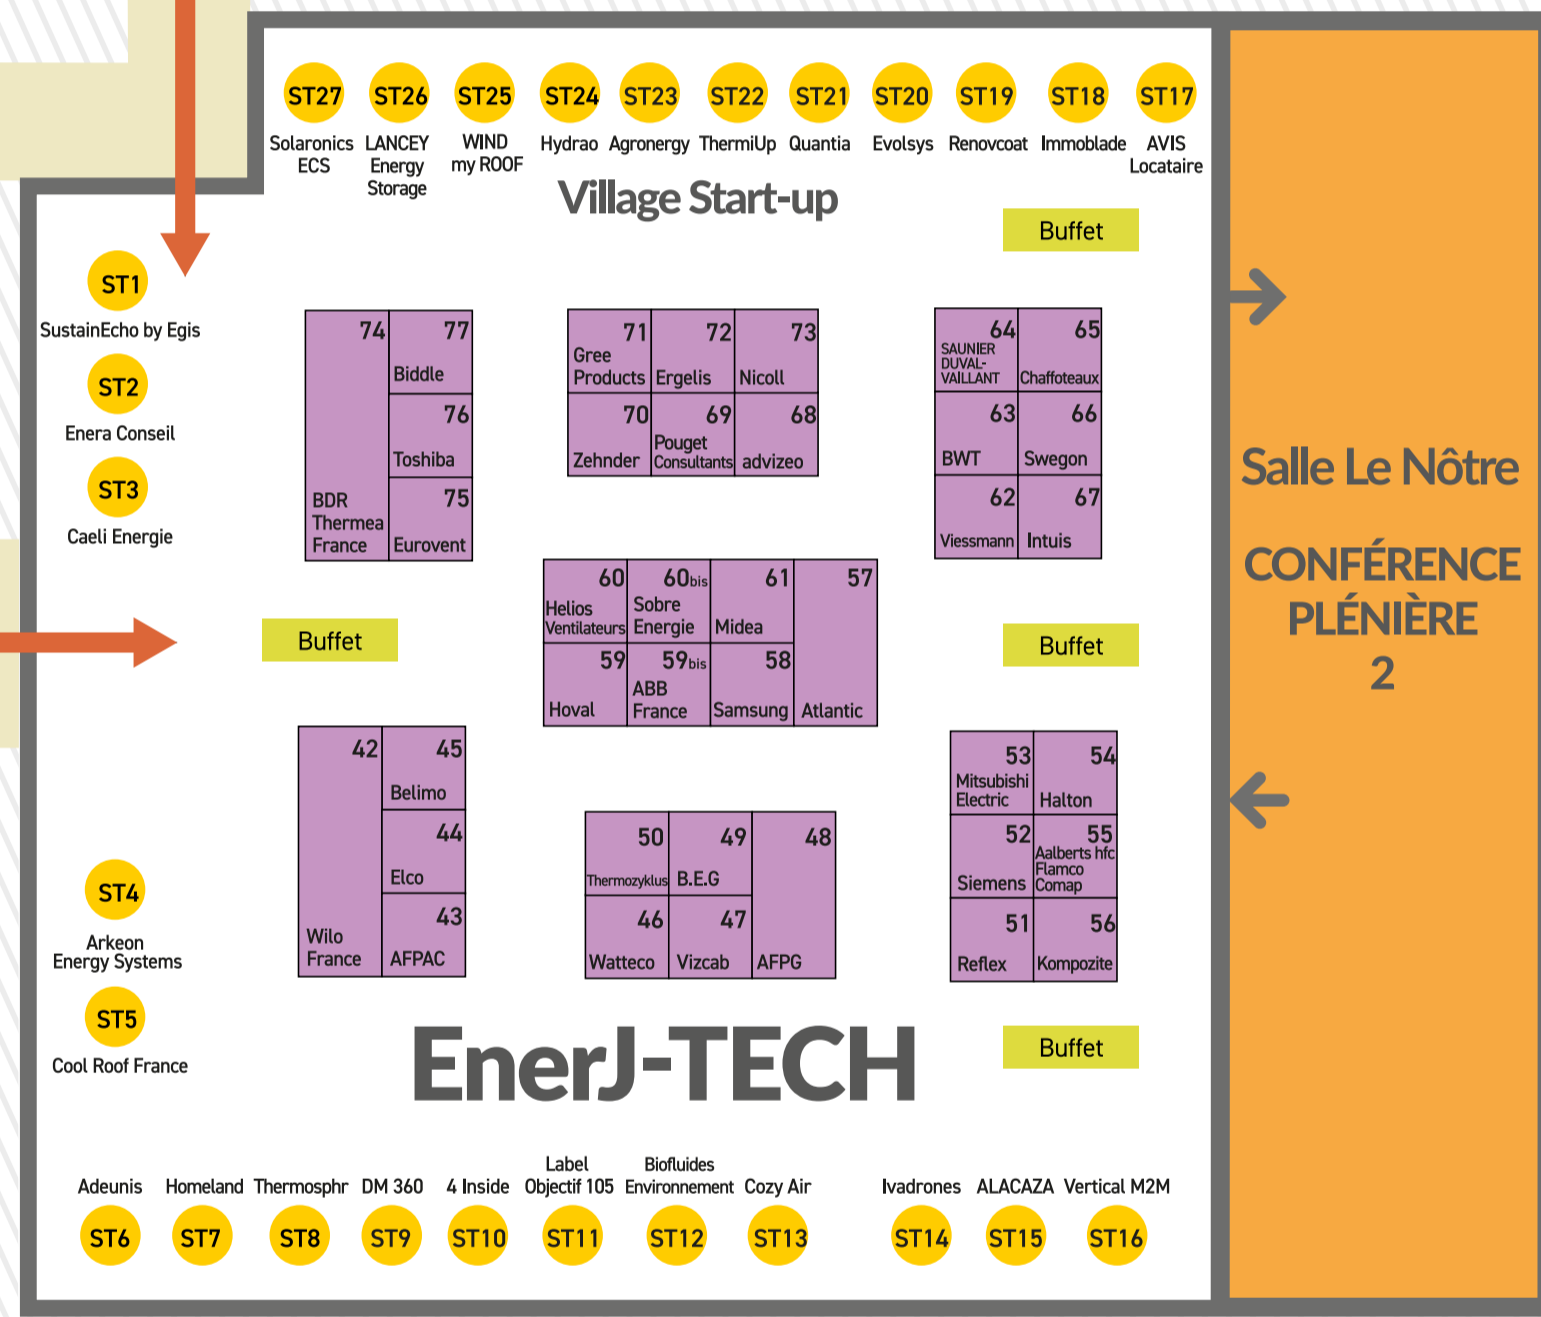 ST27
Solaronics
ECS
ST26
LANCEY
Energy
Storage
ST25
WIND
my ROOF
ST24
Hydrao
ST23
Agronergy
ST22
ThermiUp
ST21
Quantia
ST20
Evolsys
ST19
Renovcoat
ST18
Immoblade
ST17
AVIS
Locataire
Village Start-up
Buffet
ST1
SustainEcho by Egis
ST2
Enera Conseil
ST3
Caeli Energie
74
BDR
Thermea
France
77
Biddle
76
Toshiba
75
Eurovent
71
Gree
Products
72
Ergelis
73
Nicoll
70
Zehnder
69
Pouget
Consultants
68
advizeo
64
SAUNIER
DUVAL-
VAILLANT
65
Chaffoteaux
63
BWT
66
Swegon
62
Viessmann
67
Intuis
Salle Le Nôtre
CONFÉRENCE
PLÉNIÈRE
2
Buffet
60
Helios
Ventilateurs
60bis
Sobre
Energie
61
Midea
57
Atlantic
59
Hoval
59bis
ABB
France
58
Samsung
Buffet
42
Wilo
France
45
Belimo
44
Elco
43
AFPAC
50
Thermozyklus
49
B.E.G
48
AFPG
46
Watteco
47
Vizcab
53
Mitsubishi
Electric
54
Halton
52
Siemens
55
Aalberts hfc
Flamco
Comap
51
Reflex
56
Kompozite
ST4
Arkeon
Energy Systems
ST5
Cool Roof France
EnerJ-TECH
Buffet
Adeunis
ST6
Homeland
ST7
Thermosphr
ST8
DM 360
ST9
4 Inside
ST10
Label
Objectif 105
ST11
Biofluides
Environnement
ST12
Cozy Air
ST13
Ivadrones
ST14
ALACAZA
ST15
Vertical M2M
ST16